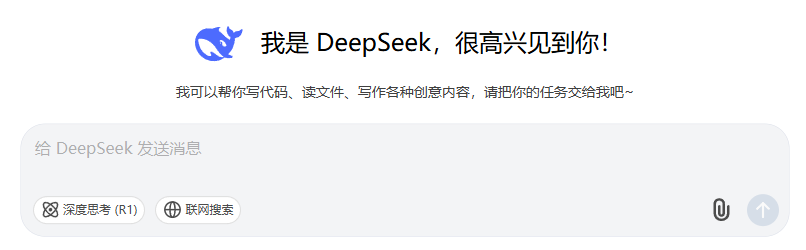 我是 DeepSeek，很高兴见到你！
我可以帮你写代码、读文件、写作各种创意内容，请把你的任务交给我吧~
给 DeepSeek 发送消息
深度思考 (R1) 联网搜索